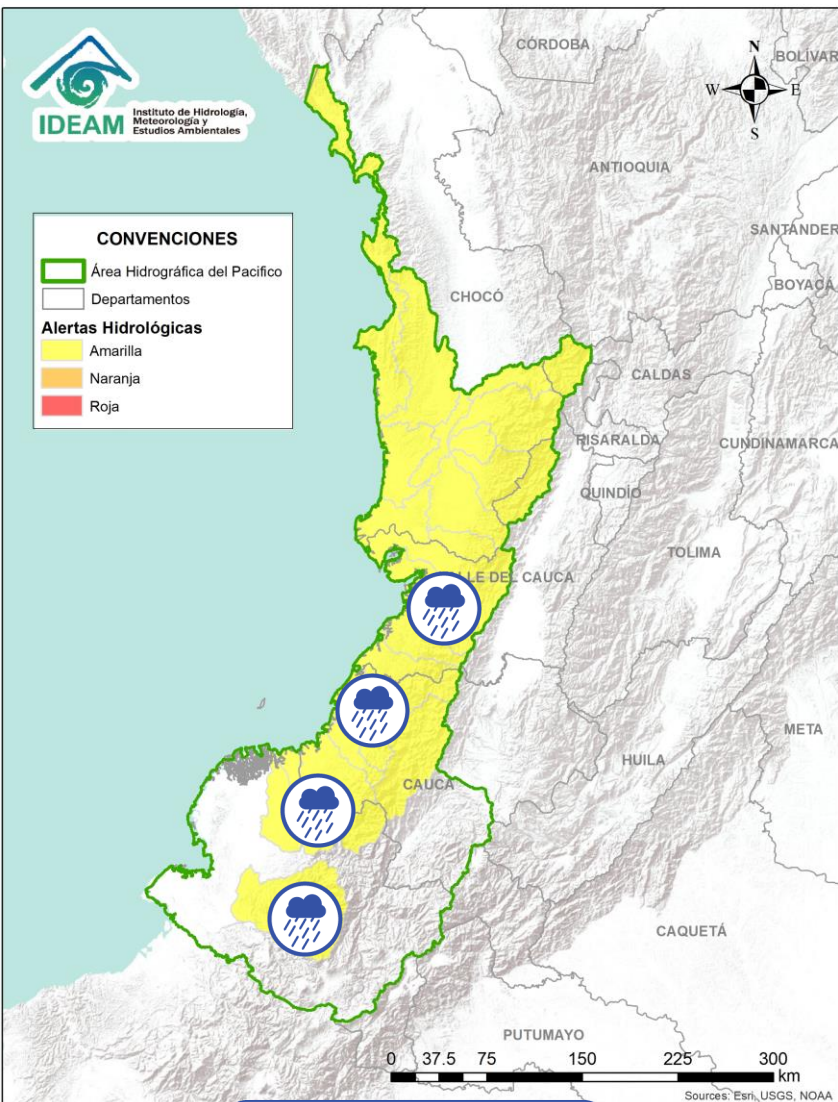 IDEAM
Instituto de Hidrología,
Meteorología y
Estudios Ambientales
CÓRDOBA
BOLÍVAR
N
W
E
S
ANTIOQUIA
SANTANDER
BOYACÁ
CONVENCIONES
Área Hidrográfica del Pacifico
Departamentos
Alertas Hidrológicas
Amarilla
Naranja
Roja
CHOCÓ
CALDAS
RISARALDA
CUNDINAMARCA
QUINDÍO
TOLIMA
LLE DEL CAUCA
META
HUILA
CAUCA
CAQUETÁ
PUTUMAYO
0 37.5 75 150 225 300
km
Sources: Esri, USGS, NOAA